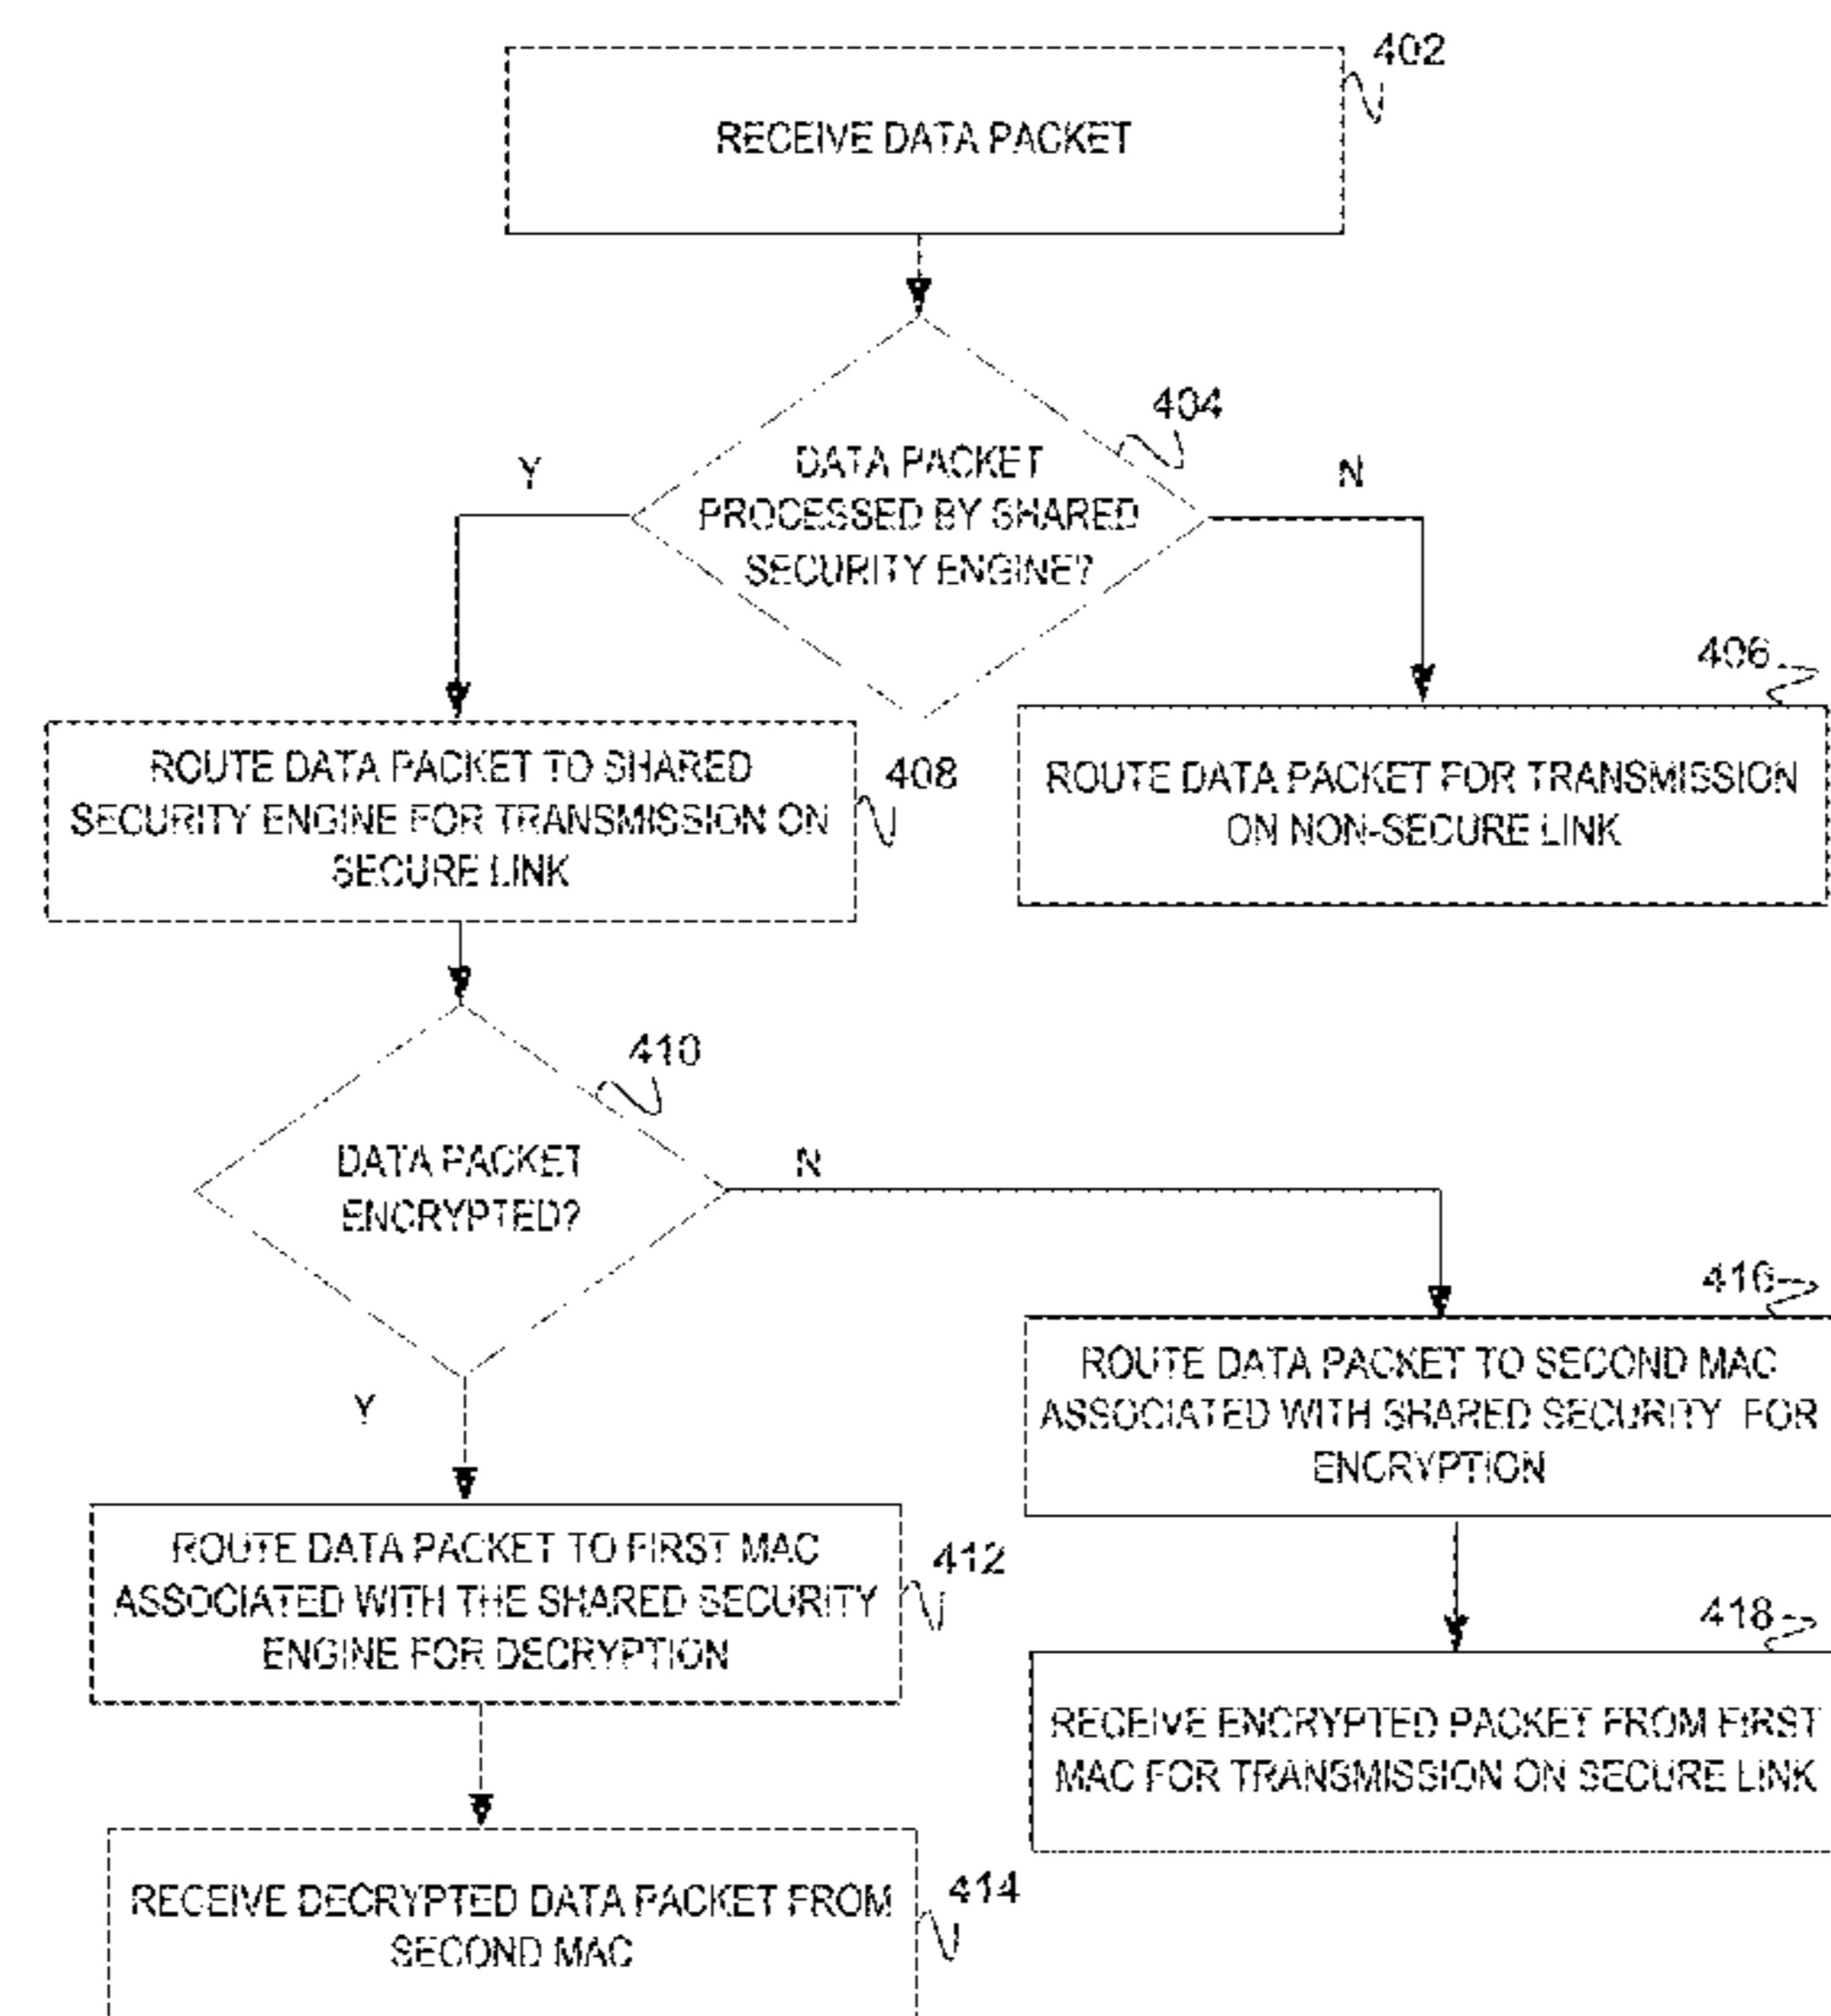 402
RECEIVE DATA PACKET
404
DATA PACKET
PROCESSED BY SHARED
SECURITY ENGINE?
Y
N
406
ROUTE DATA PACKET TO SHARED
SECURITY ENGINE FOR TRANSMISSION ON
SECURE LINK
408
ROUTE DATA PACKET FOR TRANSMISSION
ON NON-SECURE LINK
410
DATA PACKET
ENCRYPTED?
N
Y
416
ROUTE DATA PACKET TO SECOND MAC
ASSOCIATED WITH SHARED SECURITY FOR
ENCRYPTION
ROUTE DATA PACKET TO FIRST MAC
ASSOCIATED WITH THE SHARED SECURITY
ENGINE FOR DECRYPTION
412
418
RECEIVE ENCRYPTED PACKET FROM FIRST
MAC FOR TRANSMISSION ON SECURE LINK
RECEIVE DECRYPTED DATA PACKET FROM
SECOND MAC
414